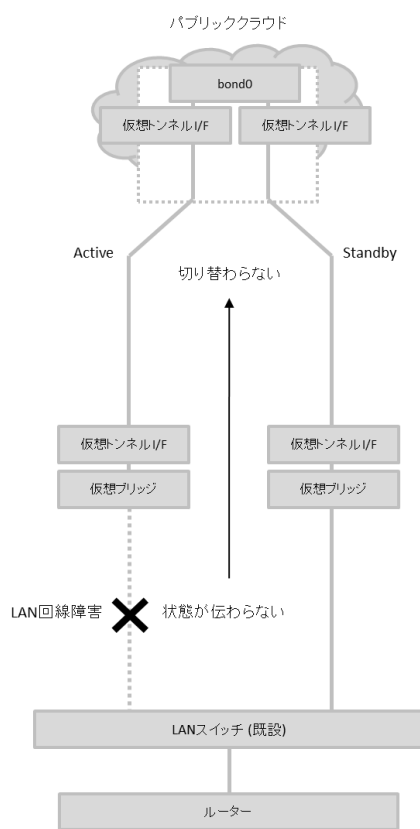 パブリッククラウド
bond0
仮想トンネルI/F 仮想トンネルI/F
Active Standby
切り替わらない
仮想トンネルI/F 仮想トンネルI/F
仮想ブリッジ 仮想ブリッジ
LAN回線障害 状態が伝わらない
LANスイッチ (既設)
ルーター